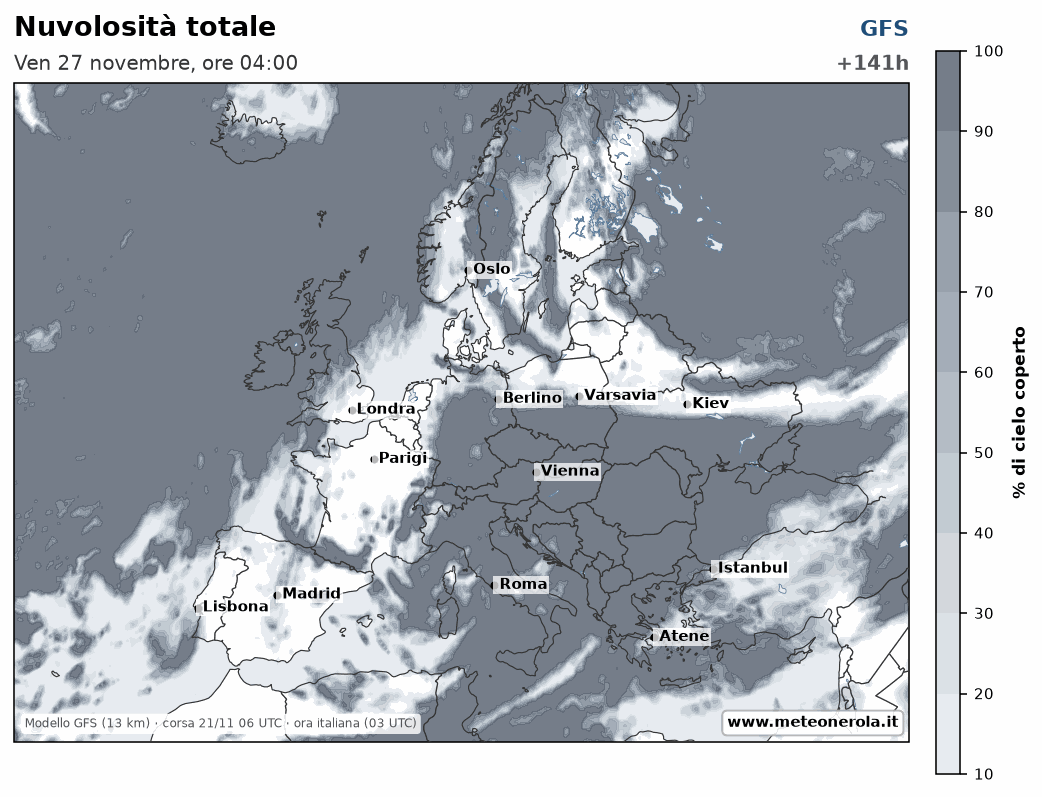 Nuvolosità totale
GFS
Ven 27 novembre, ore 04:00
+141h
100
90
80
70
60
50
40
30
20
10
% di cielo coperto
Oslo
Londra
Berlino
Varsavia
Kiev
Parigi
Vienna
Istanbul
Roma
Madrid
Lisbona
Atene
Modello GFS (13 km) · corsa 21/11 06 UTC · ora italiana (03 UTC)
www.meteonerola.it